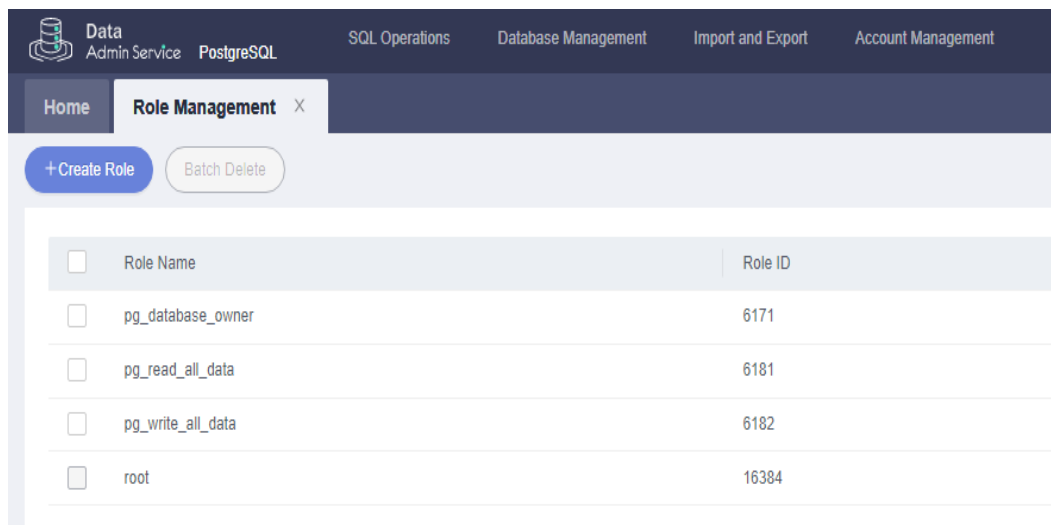 Data
Admin Service PostgreSQL SQL Operations Database Management Import and Export Account Management
Home Role Management X
+Create Role Batch Delete
Role Name Role ID
pg_database_owner 6171
pg_read_all_data 6181
pg_write_all_data 6182
root 16384